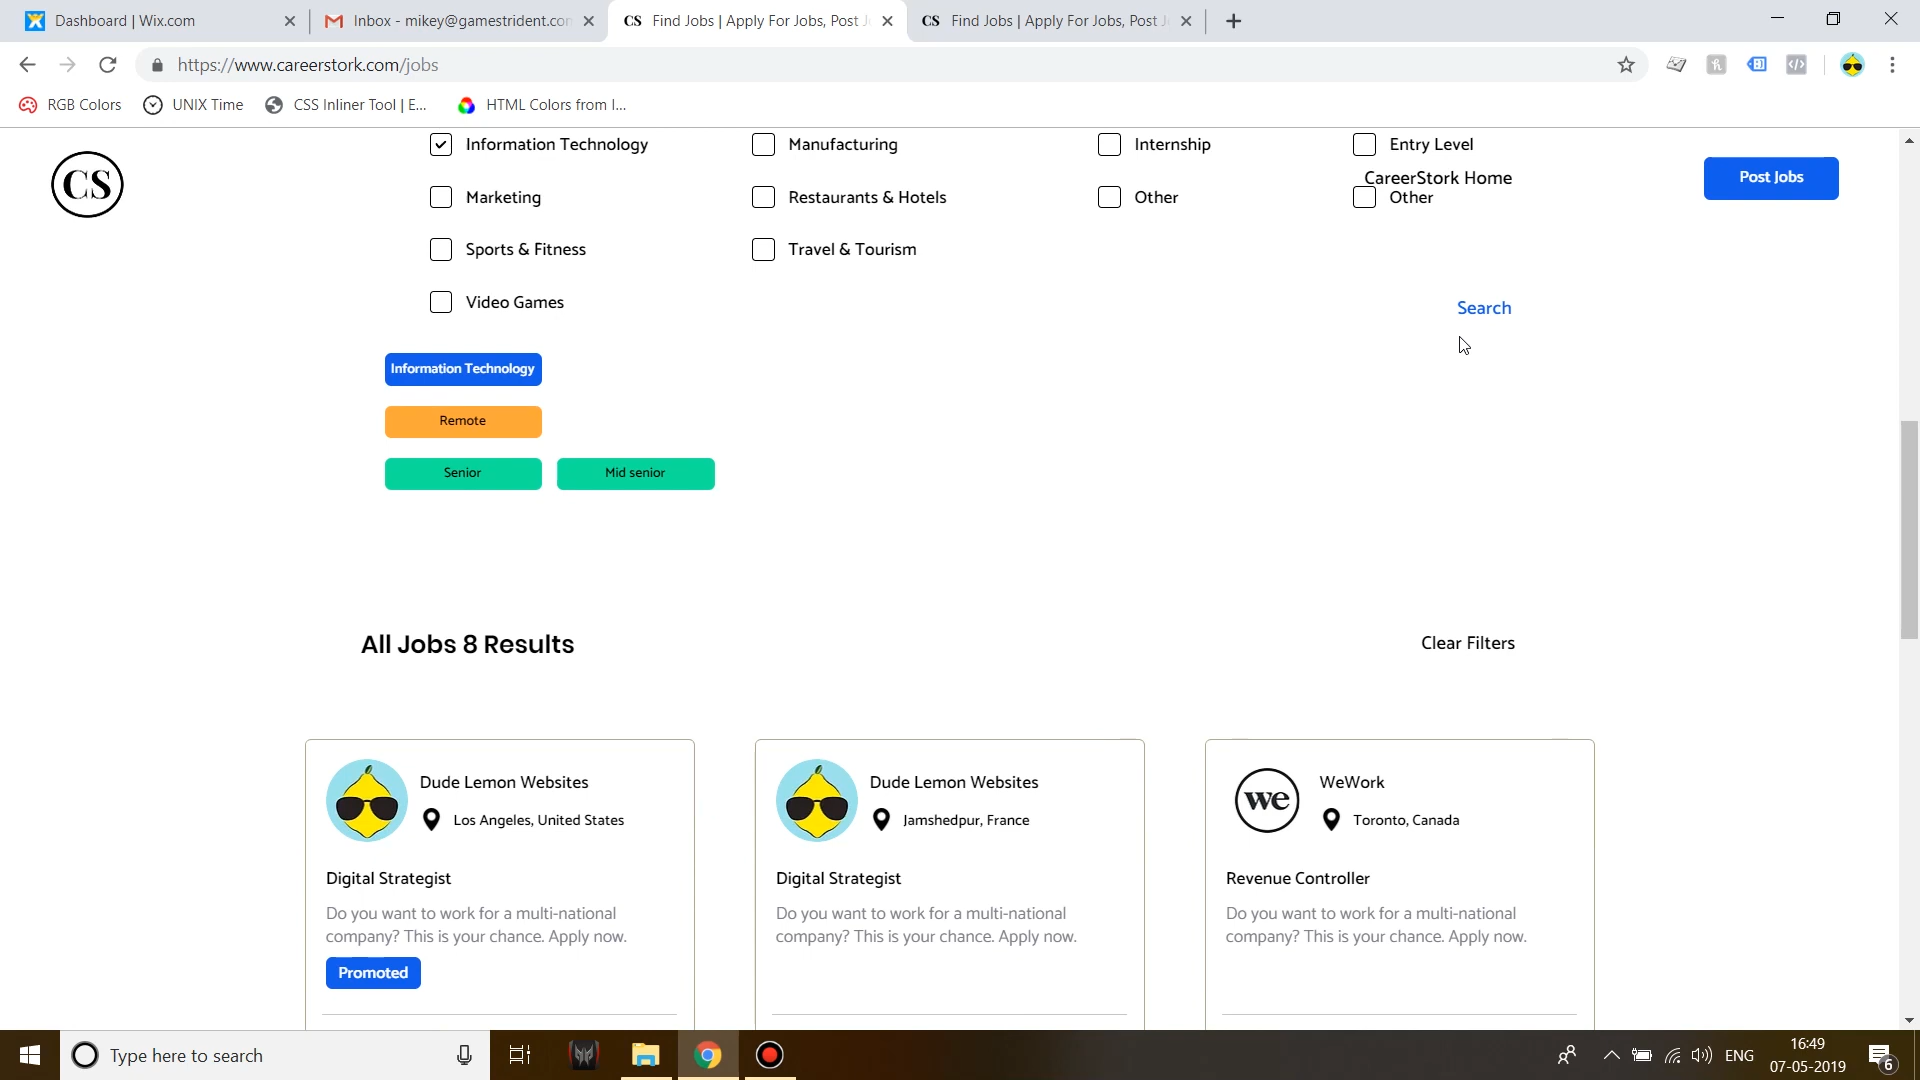 Dashboard | Wix.com
Inbox - mikey@gamestrident.com
CS Find Jobs | Apply For Jobs, Post J
CS Find Jobs | Apply For Jobs, Post J
https://www.careerstork.com/jobs
RGB Colors
UNIX Time
CSS Inliner Tool | E...
HTML Colors from I...
CS
Information Technology
Manufacturing
Internship
Entry Level
CareerStork Home
Post Jobs
Marketing
Restaurants & Hotels
Other
Other
Sports & Fitness
Travel & Tourism
Video Games
Search
Information Technology
Remote
Senior
Mid senior
All Jobs 8 Results
Clear Filters
Dude Lemon Websites
Los Angeles, United States
Digital Strategist
Do you want to work for a multi-national
company? This is your chance. Apply now.
Promoted
Dude Lemon Websites
Jamshedpur, France
Digital Strategist
Do you want to work for a multi-national
company? This is your chance. Apply now.
we
WeWork
Toronto, Canada
Revenue Controller
Do you want to work for a multi-national
company? This is your chance. Apply now.
Type here to search
ENG
16:49
07-05-2019
6